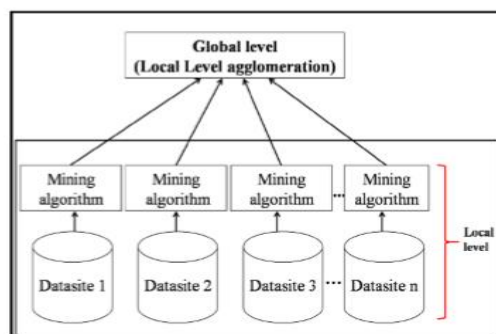 Global level
(Local Level agglomeration)
Mining algorithm
Mining algorithm
Mining algorithm
...
Mining algorithm
Local level
Datasite 1
Datasite 2
Datasite 3
...
Datasite n